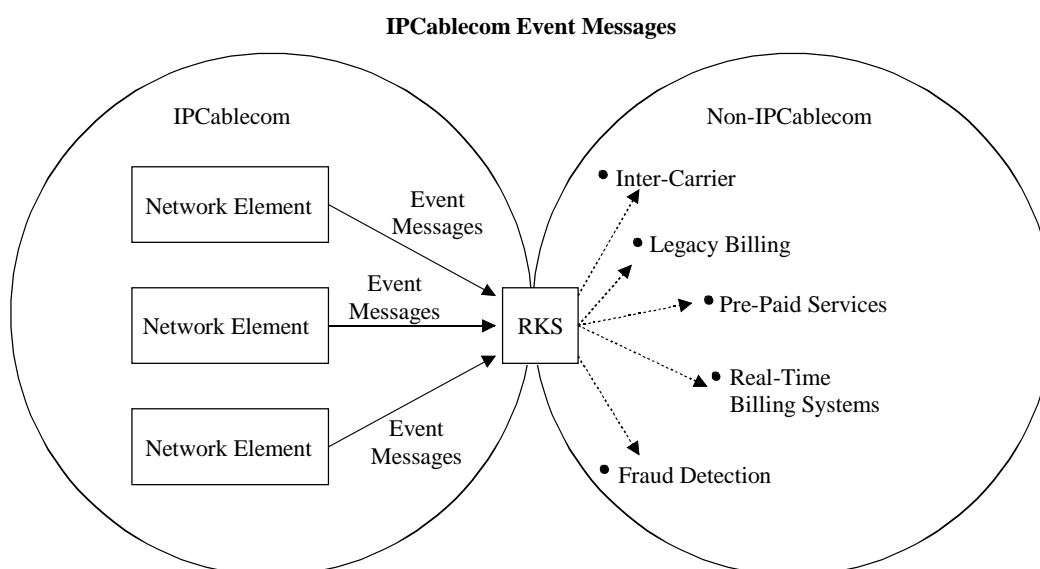 IPCablecom Event Messages
IPCablecom
Network Element
Event
Messages
Network Element
Event
Messages
Network Element
Event
Messages
RKS
Non-IPCablecom
• Inter-Carrier
• Legacy Billing
• Pre-Paid Services
• Real-Time
Billing Systems
• Fraud Detection